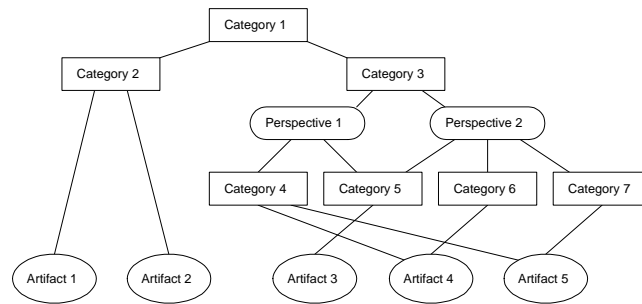 Category 1
Category 2
Category 3
Perspective 1
Perspective 2
Category 4
Category 5
Category 6
Category 7
Artifact 1
Artifact 2
Artifact 3
Artifact 4
Artifact 5